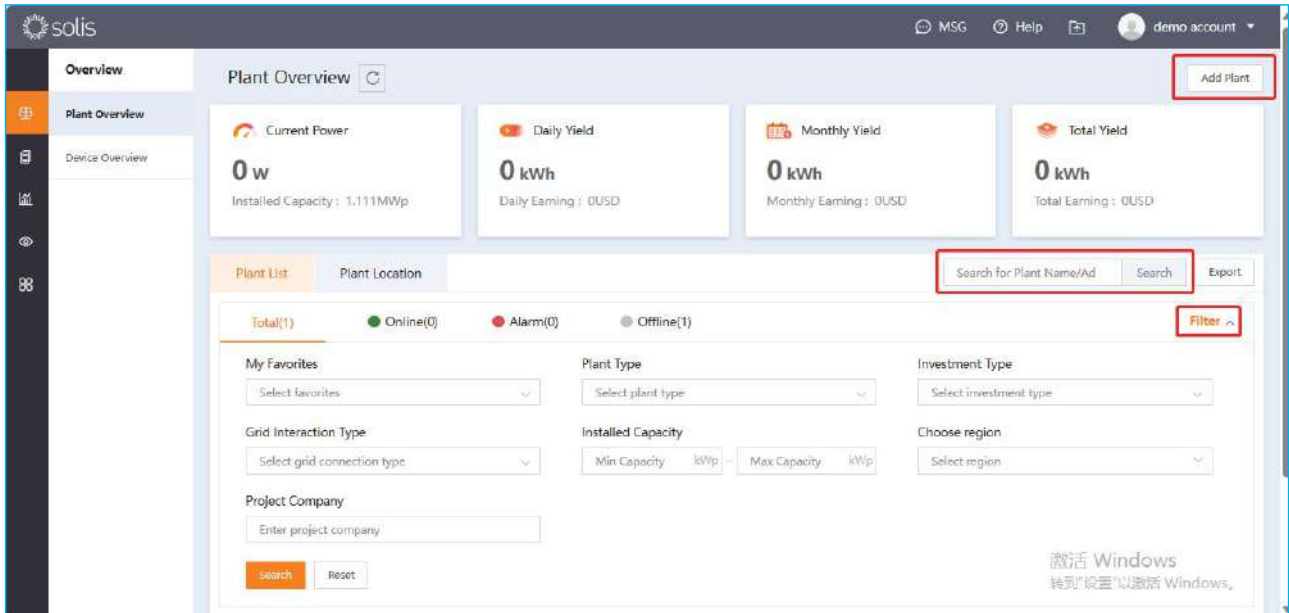 solis
MSG Help demo account
Overview
Plant Overview
Device Overview
Plant Overview
Add Plant
Current Power
0 w
Installed Capacity : 1.111MWp
Daily Yield
0 kWh
Daily Earning : 0USD
Monthly Yield
0 kWh
Monthly Earning : 0USD
Total Yield
0 kWh
Total Earning : 0USD
Plant List Plant Location
Search for Plant Name/Ad Search Export
Total(1) Online(0) Alarm(0) Offline(1) Filter
My Favorites Plant Type Investment Type
Select favorites Select plant type Select investment type
Grid Interaction Type Installed Capacity Choose region
Select grid connection type Min Capacity kWp – Max Capacity kWp Select region
Project Company
Enter project company
Search Reset
激活 Windows
转到"设置"以激活 Windows。